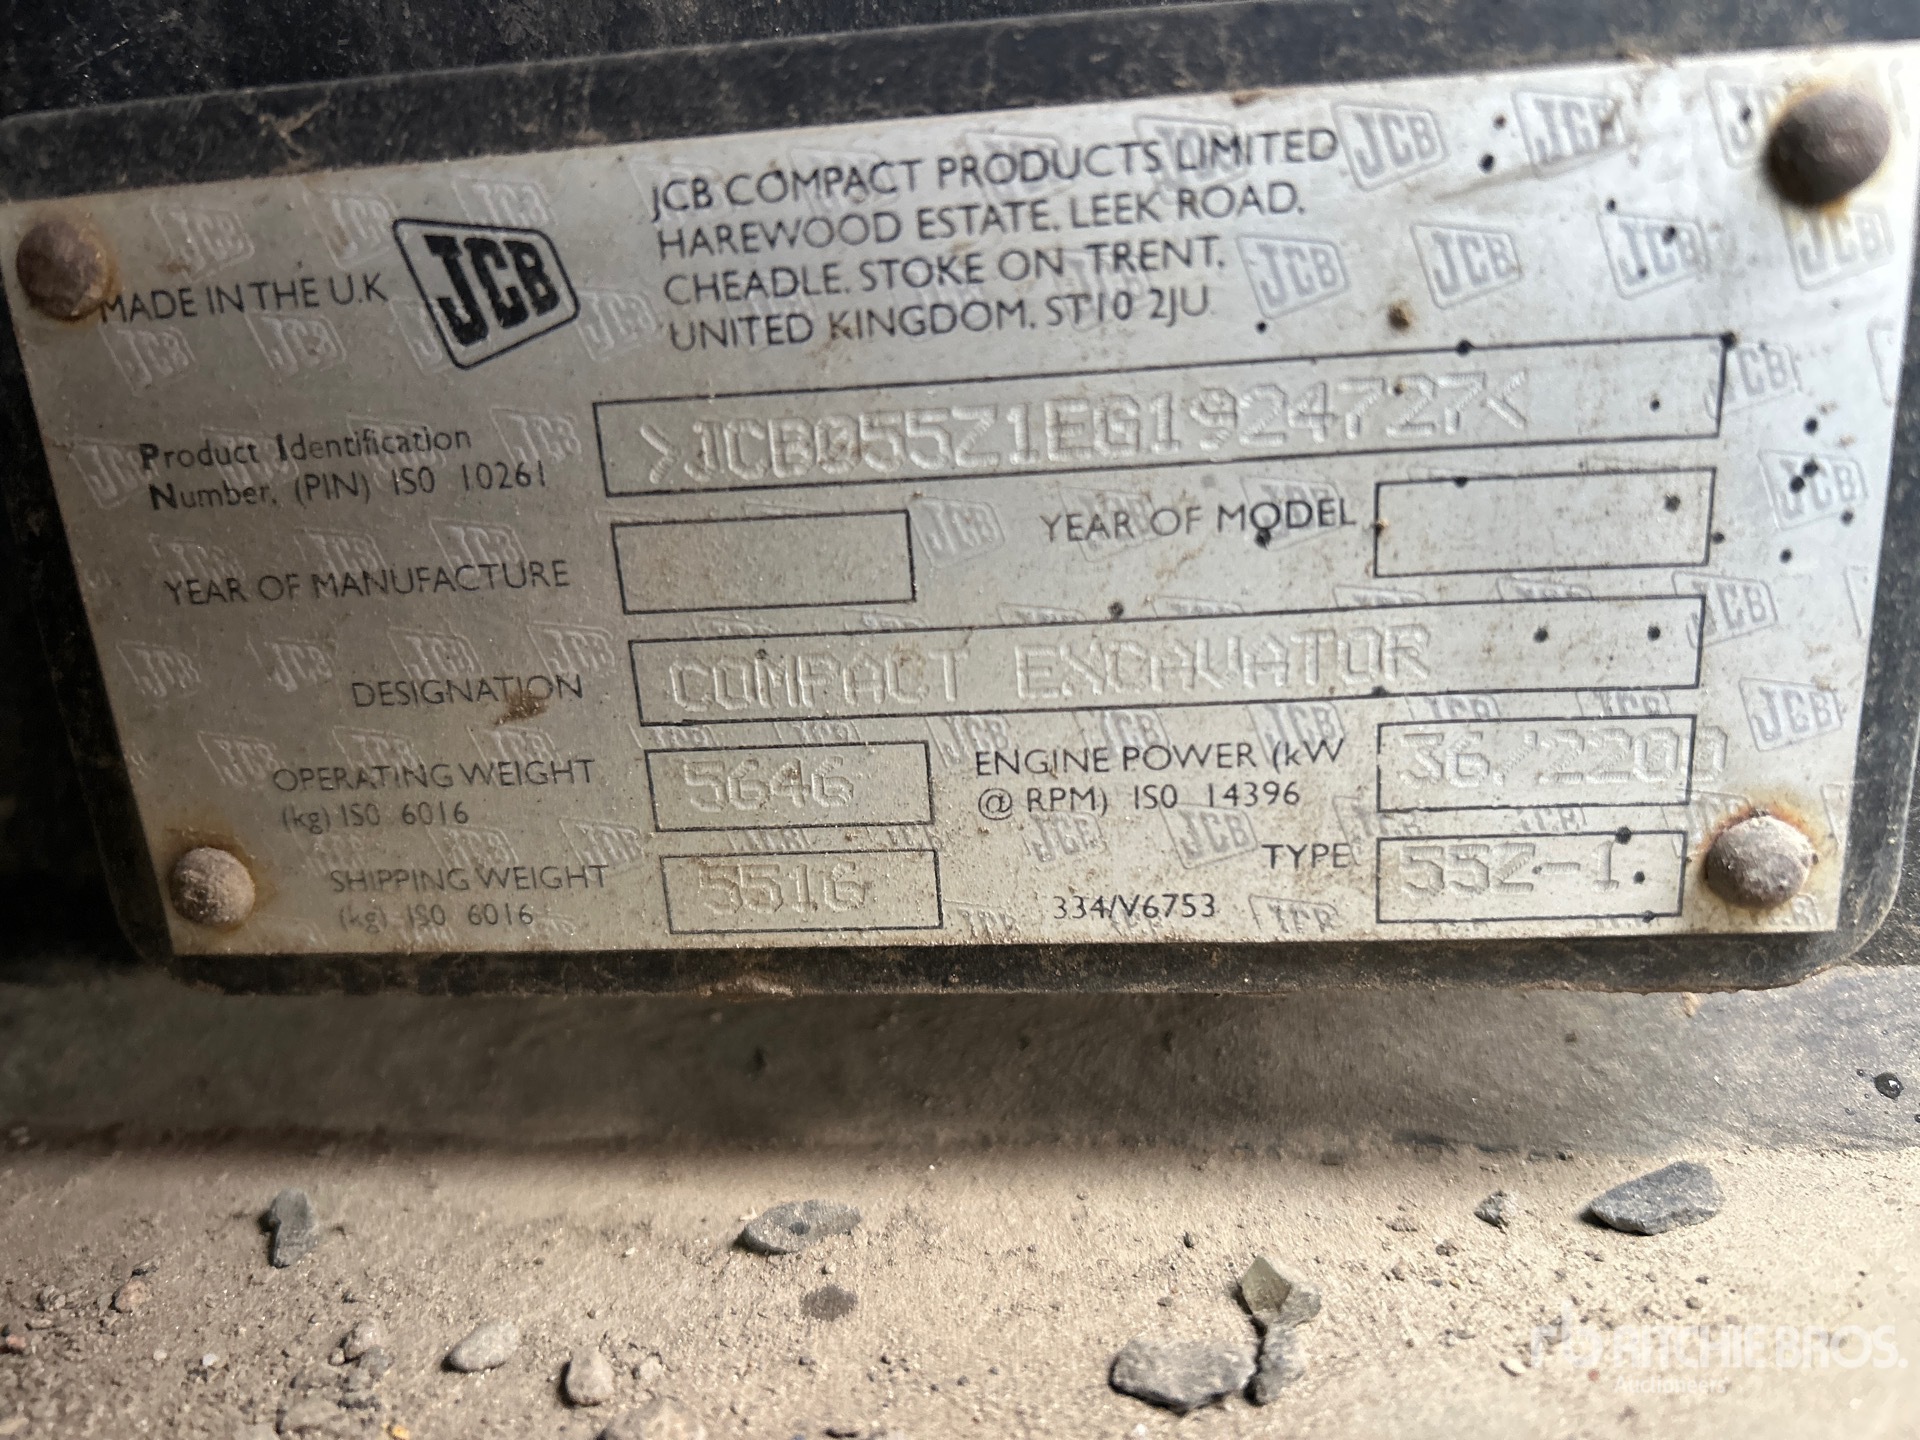 MADE IN THE U.K
JCB
JCB COMPACT PRODUCTS LIMITED
HAREWOOD ESTATE. LEEK ROAD.
CHEADLE. STOKE ON TRENT.
UNITED KINGDOM. ST10 2JU
Product Identification
Number. (PIN) ISO 10261
>JCB055Z1EG1924727<
YEAR OF MANUFACTURE
YEAR OF MODEL
DESIGNATION
COMPACT EXCAVATOR
OPERATING WEIGHT
(kg) ISO 6016
5646
ENGINE POWER (kW
@ RPM) ISO 14396
36/2200
SHIPPING WEIGHT
(kg) ISO 6016
5516
334/V6753
TYPE
55Z-1
RITCHIE BROS.
Auctioneers